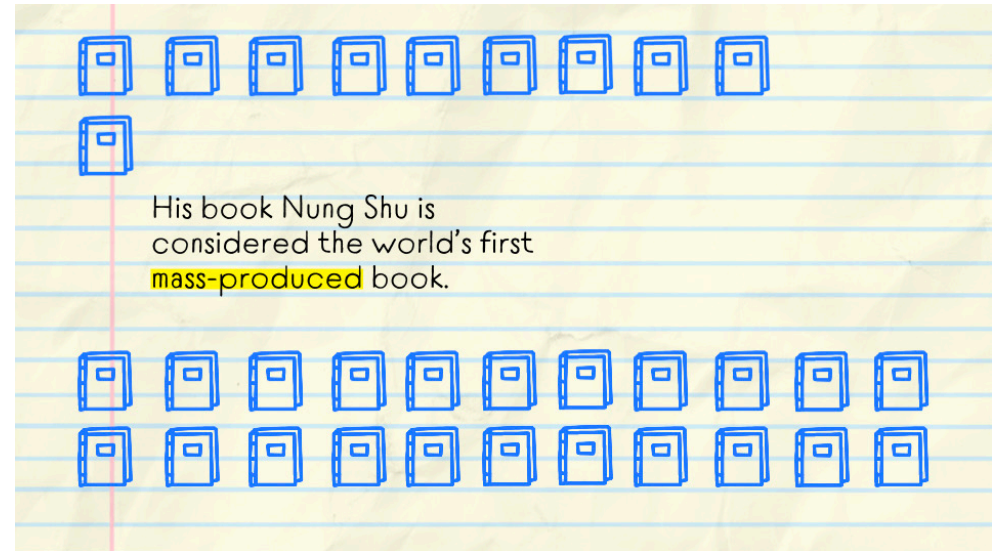 His book Nung Shu is
considered the world's first
mass-produced book.